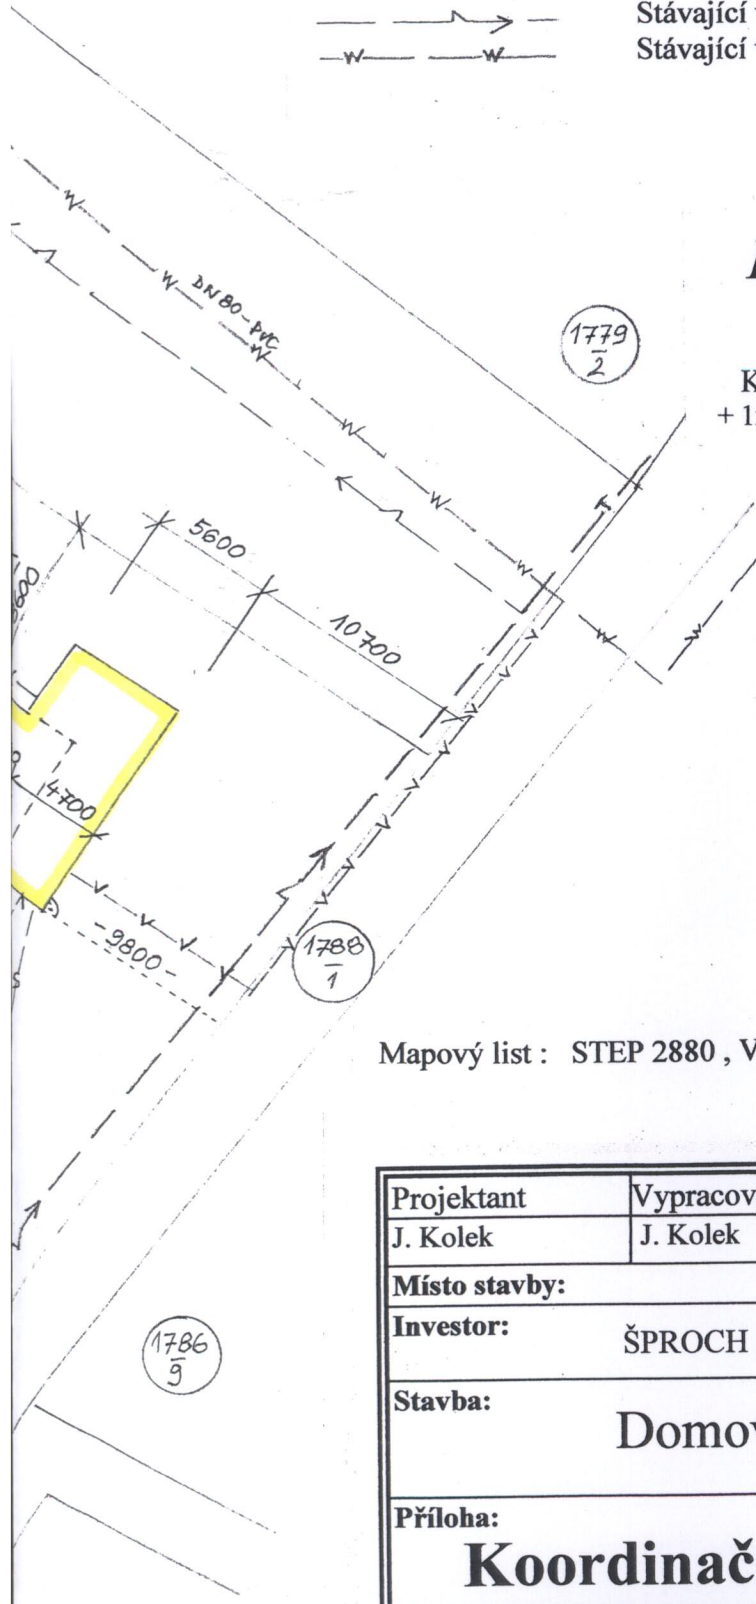 Stávající
Stávající
W W
W
W
DN80-PVC
W
1779
2
W
W
5600
W
W
W
10700
4700
-9800-
1788
1
Mapový list : STEP 2880 , V
Projektant Vypracov
J. Kolek J. Kolek
Místo stavby:
Investor: ŠPROCH
1786
9
Stavba: Domov
Příloha:
Koordinač